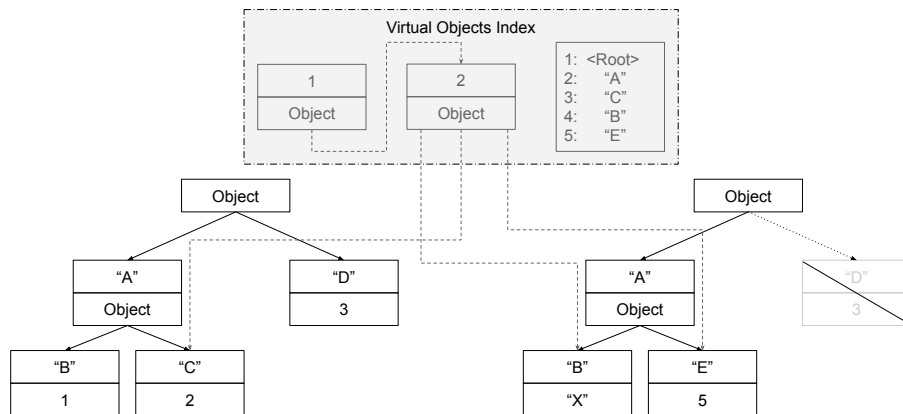 Virtual Objects Index
1
Object
2
Object
1: <Root>
2: “A”
3: “C”
4: “B”
5: “E”
Object
“A”
Object
“D”
3
“B”
1
“C”
2
Object
“A”
Object
“D”
3
“B”
“X”
“E”
5